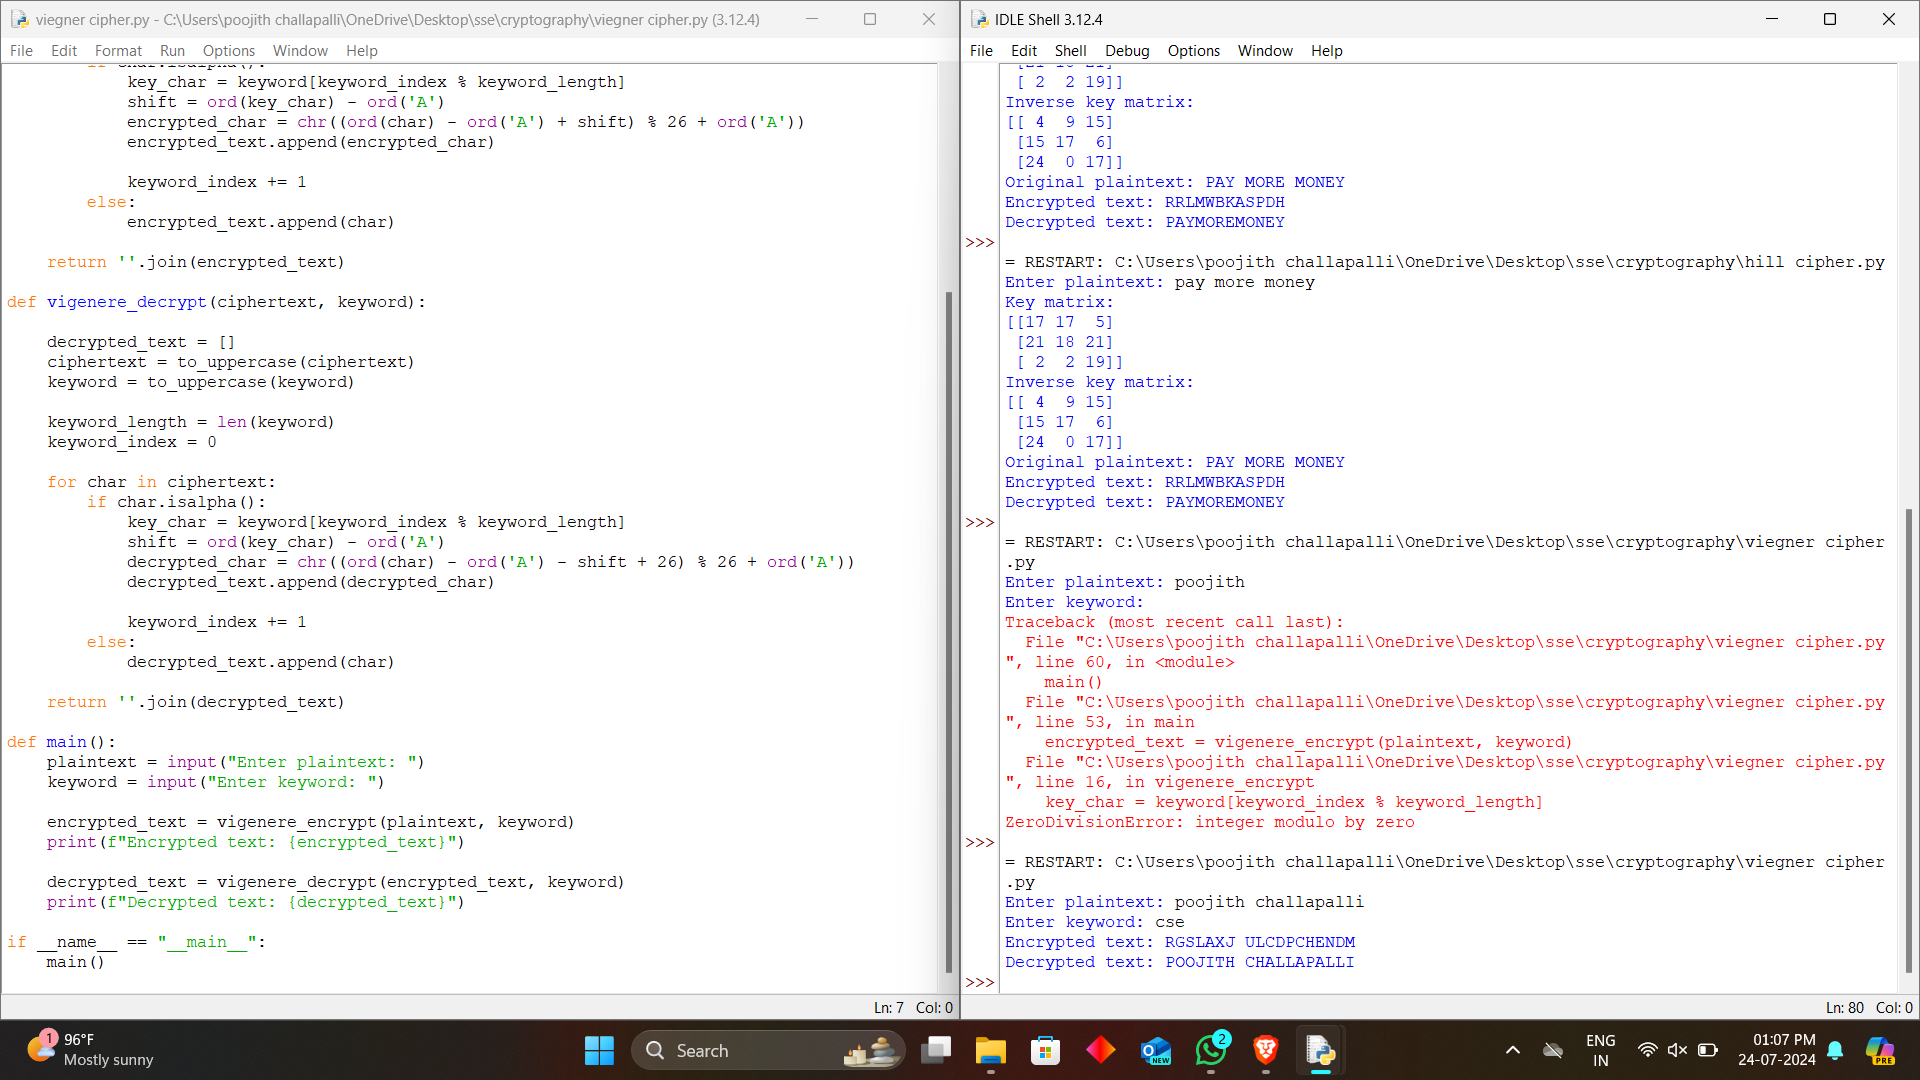 viegner cipher.py - C:\Users\poojith challapalli\OneDrive\Desktop\sse\cryptography\viegner cipher.py (3.12.4)
File Edit Format Run Options Window Help
if char.isalpha():
key_char = keyword[keyword_index % keyword_length]
shift = ord(key_char) - ord('A')
encrypted_char = chr((ord(char) - ord('A') + shift) % 26 + ord('A'))
encrypted_text.append(encrypted_char)
keyword_index += 1
else:
encrypted_text.append(char)
return ''.join(encrypted_text)
def vigenere_decrypt(ciphertext, keyword):
decrypted_text = []
ciphertext = to_uppercase(ciphertext)
keyword = to_uppercase(keyword)
keyword_length = len(keyword)
keyword_index = 0
for char in ciphertext:
if char.isalpha():
key_char = keyword[keyword_index % keyword_length]
shift = ord(key_char) - ord('A')
decrypted_char = chr((ord(char) - ord('A') - shift + 26) % 26 + ord('A'))
decrypted_text.append(decrypted_char)
keyword_index += 1
else:
decrypted_text.append(char)
return ''.join(decrypted_text)
def main():
plaintext = input("Enter plaintext: ")
keyword = input("Enter keyword: ")
encrypted_text = vigenere_encrypt(plaintext, keyword)
print(f"Encrypted text: {encrypted_text}")
decrypted_text = vigenere_decrypt(encrypted_text, keyword)
print(f"Decrypted text: {decrypted_text}")
if __name__ == "__main__":
main()
Ln: 7 Col: 0
IDLE Shell 3.12.4
File Edit Shell Debug Options Window Help
[21 18 21]
[ 2  2 19]]
Inverse key matrix:
[[ 4  9 15]
[15 17  6]
[24  0 17]]
Original plaintext: PAY MORE MONEY
Encrypted text: RRLMWBKASPDH
Decrypted text: PAYMOREMONEY
>>>
= RESTART: C:\Users\poojith challapalli\OneDrive\Desktop\sse\cryptography\hill cipher.py
Enter plaintext: pay more money
Key matrix:
[[17 17  5]
[21 18 21]
[ 2  2 19]]
Inverse key matrix:
[[ 4  9 15]
[15 17  6]
[24  0 17]]
Original plaintext: PAY MORE MONEY
Encrypted text: RRLMWBKASPDH
Decrypted text: PAYMOREMONEY
>>>
= RESTART: C:\Users\poojith challapalli\OneDrive\Desktop\sse\cryptography\viegner cipher
.py
Enter plaintext: poojith
Enter keyword:
Traceback (most recent call last):
File "C:\Users\poojith challapalli\OneDrive\Desktop\sse\cryptography\viegner cipher.py
", line 60, in <module>
main()
File "C:\Users\poojith challapalli\OneDrive\Desktop\sse\cryptography\viegner cipher.py
", line 53, in main
encrypted_text = vigenere_encrypt(plaintext, keyword)
File "C:\Users\poojith challapalli\OneDrive\Desktop\sse\cryptography\viegner cipher.py
", line 16, in vigenere_encrypt
key_char = keyword[keyword_index % keyword_length]
ZeroDivisionError: integer modulo by zero
>>>
= RESTART: C:\Users\poojith challapalli\OneDrive\Desktop\sse\cryptography\viegner cipher
.py
Enter plaintext: poojith challapalli
Enter keyword: cse
Encrypted text: RGSLAXJ ULCDPCHENDM
Decrypted text: POOJITH CHALLAPALLI
>>>
Ln: 80 Col: 0
1
96°F
Mostly sunny
Search
NEW
2
ENG
IN
01:07 PM
24-07-2024
PRE